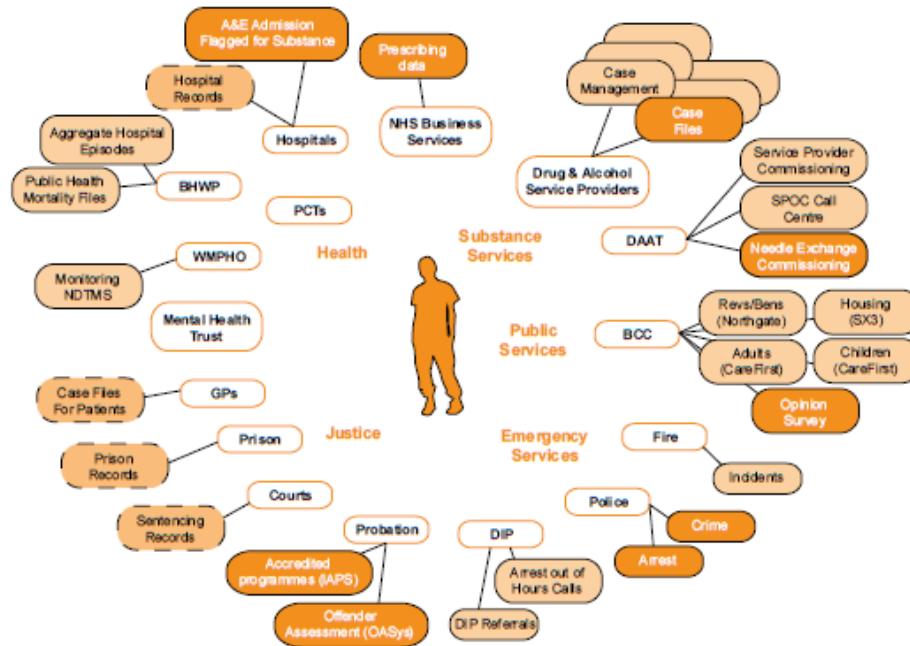 A&E Admission
Flagged for Substance
Prescribing
data
Hospital
Records
Case
Management
Case
Files
Aggregate Hospital
Episodes
Hospitals
NHS Business
Services
Public Health
Mortality Files
BHWP
Drug & Alcohol
Service Providers
Service Provider
Commissioning
PCTs
SPOC Call
Centre
WMPHO
Health
Substance
Services
DAAT
Needle Exchange
Commissioning
Monitoring
NDTMS
Mental Health
Trust
Public
Services
BCC
Revs/Bens
(Northgate)
Housing
(SX3)
Adults
(CareFirst)
Children
(CareFirst)
Case Files
For Patients
GPs
Opinion
Survey
Prison
Justice
Emergency
Services
Fire
Prison
Records
Incidents
Courts
Police
Sentencing
Records
Probation
DIP
Crime
Accredited
programmes (IAPS)
Arrest out of
Hours Calls
Arrest
Offender
Assessment (OASys)
DIP Referrals